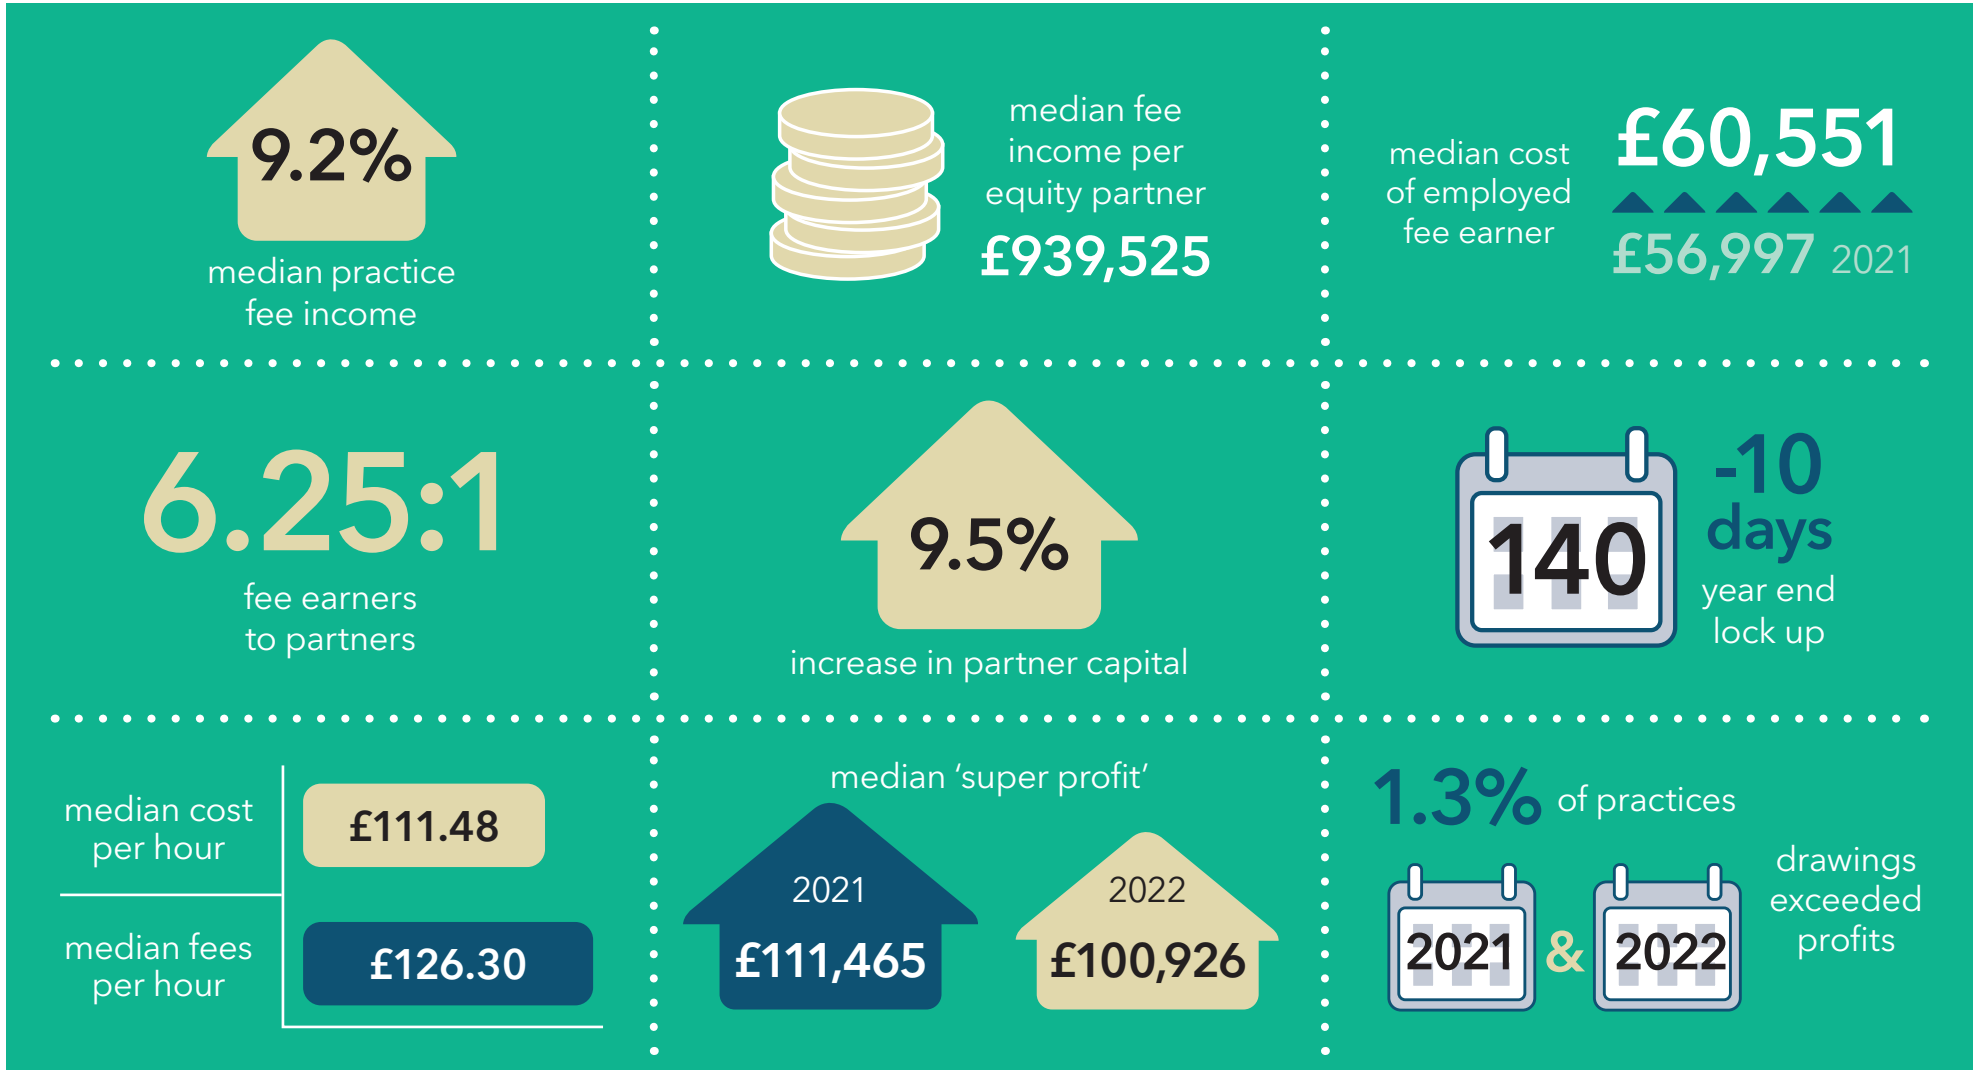 9.2%
median practice
fee income
median fee
income per
equity partner
£939,525
median cost
of employed
fee earner
£60,551
£56,997 2021
6.25:1
fee earners
to partners
9.5%
increase in partner capital
140
-10
days
year end
lock up
median cost
per hour
£111.48
median fees
per hour
£126.30
median ‘super profit’
2021
£111,465
2022
£100,926
1.3% of practices
2021 & 2022
drawings
exceeded
profits